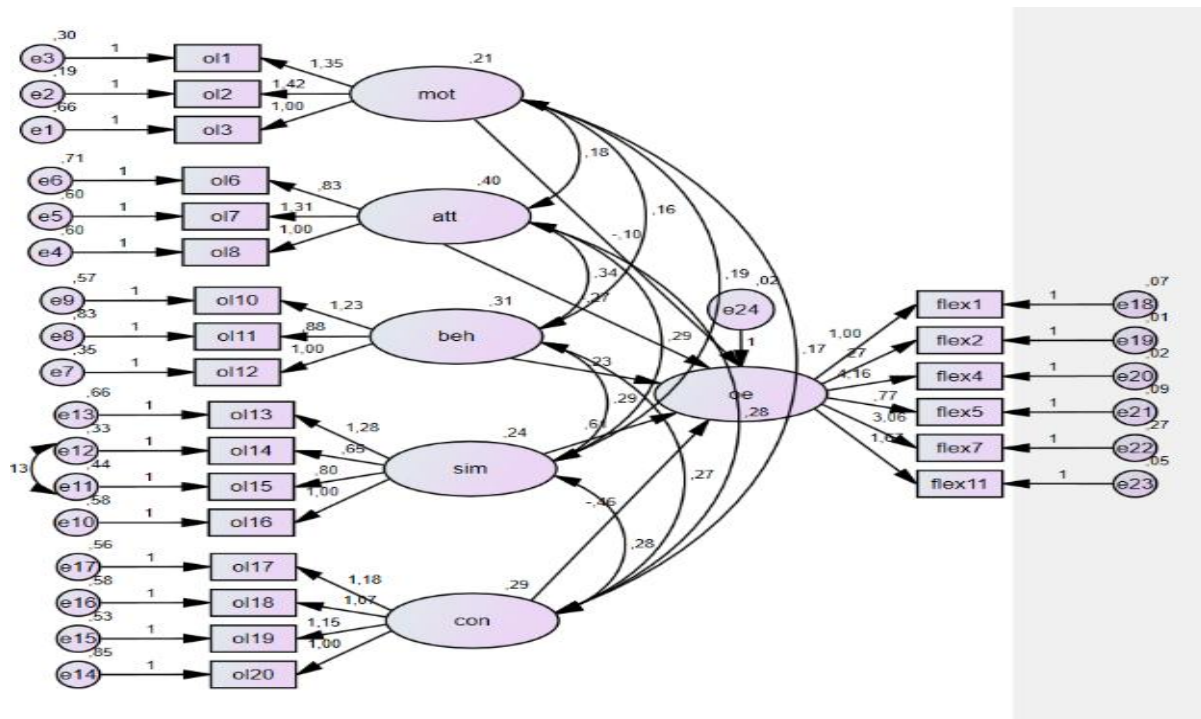 ,30
e3 1 ol1 1,35 ,21
,19
e2 1 ol2 1,42 mot
,66 1,00
e1 1 ol3
,18
,71
e6 1 ol6 ,83 ,40
,60
e5 1 ol7 1,31 att ,16
,60 1,00 -,10
e4 1 ol8
,34 ,19 ,02
,57 ,27 ,07
e9 1 ol10 1,23 ,31 e24 flex1 1 e18
,83 1,00 ,01
e8 1 ol11 ,88 beh ,29 ,29 1 ,17 ,27 flex2 1 e19
,35 1,00 ,23 ,02
e7 1 ol12 4,16 flex4 1 e20
,29 oe ,77 ,09
,66 flex5 1 e21
e13 1 ol13 1,28 ,24 ,61 ,28 3,06 ,27
,33 flex7 1 e22
e12 1 ol14 ,65 ,05
13 ,44 sim flex11 1 e23
e11 1 ol15 ,80 ,27
,58 1,00
e10 1 ol16 -,46
,56 ,28
e17 1 ol17 1,18 ,29
,58
e16 1 ol18 1,07
,53 con
e15 1 ol19 1,15
,85 1,00
e14 1 ol20